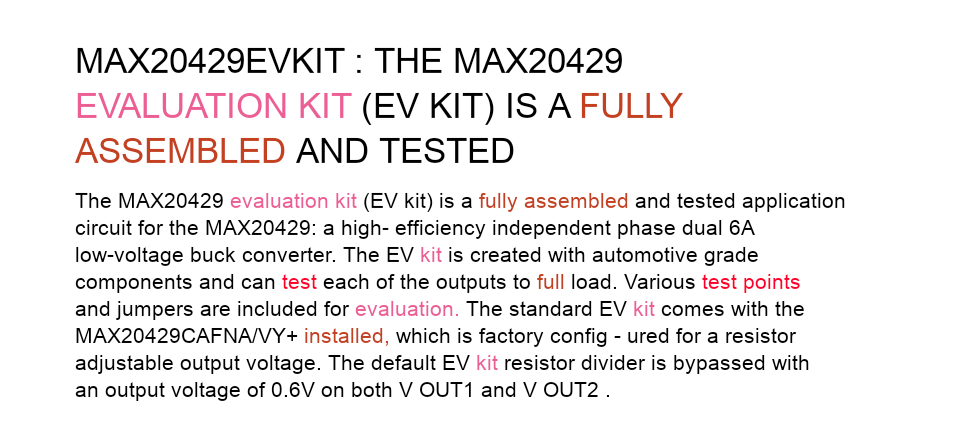 MAX20429EVKIT : THE MAX20429
EVALUATION KIT (EV KIT) IS A FULLY
ASSEMBLED AND TESTED
The MAX20429 evaluation kit (EV kit) is a fully assembled and tested application
circuit for the MAX20429: a high- efficiency independent phase dual 6A
low-voltage buck converter. The EV kit is created with automotive grade
components and can test each of the outputs to full load. Various test points
and jumpers are included for evaluation. The standard EV kit comes with the
MAX20429CAFNA/VY+ installed, which is factory config - ured for a resistor
adjustable output voltage. The default EV kit resistor divider is bypassed with
an output voltage of 0.6V on both V OUT1 and V OUT2 .